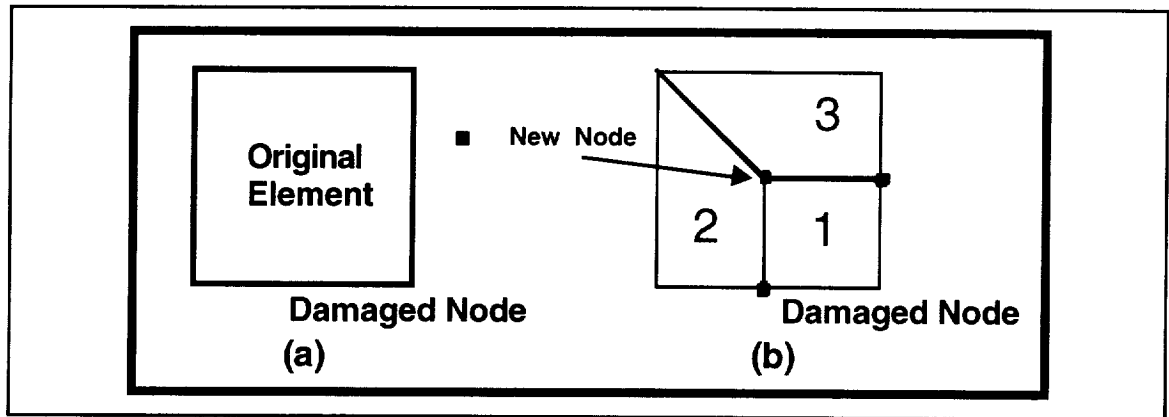 Original
Element
Damaged Node
(a)
■ New Node
3
2
1
Damaged Node
(b)